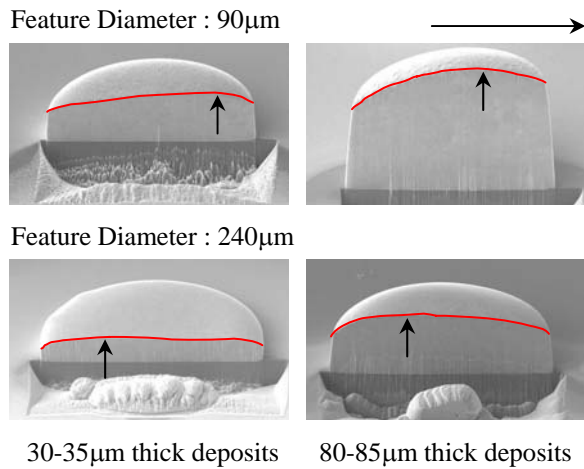 Feature Diameter : 90μm
Feature Diameter : 240μm
30-35μm thick deposits
80-85μm thick deposits